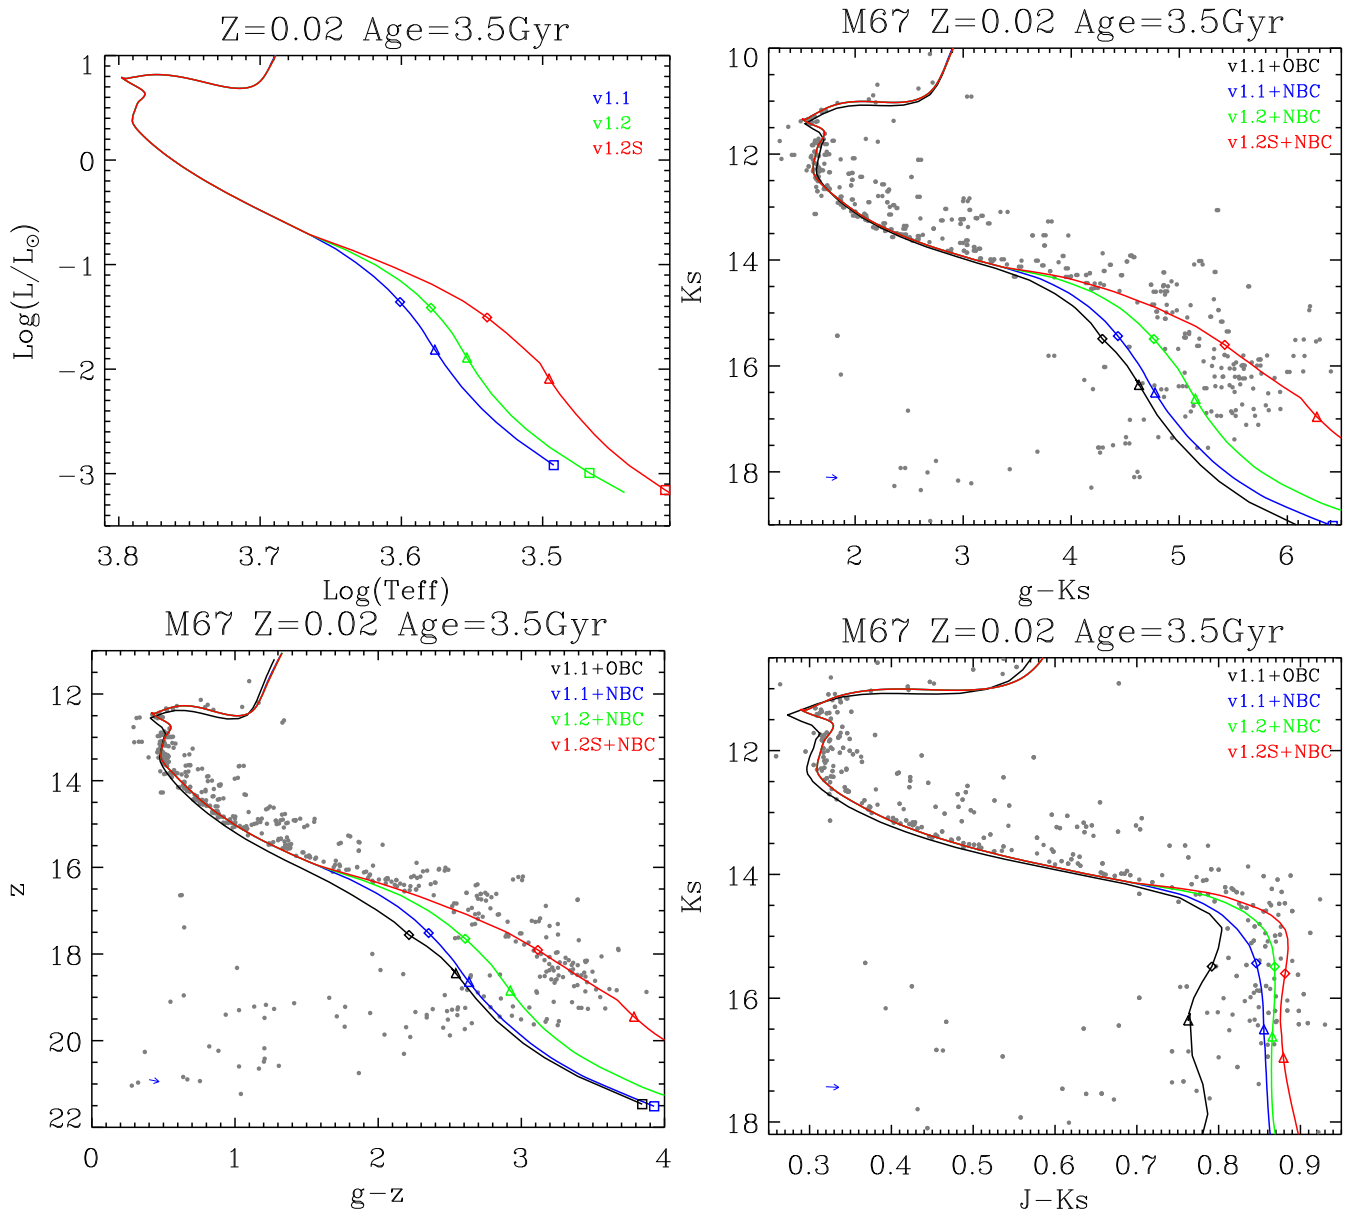 Z=0.02 Age=3.5Gyr
1
0
−1
−2
−3
Log(L/L⊙)
v1.1
v1.2
v1.2S
3.8 3.7 3.6 3.5
Log(Teff)
M67 Z=0.02 Age=3.5Gyr
10
12
14
16
18
Ks
v1.1+OBC
v1.1+NBC
v1.2+NBC
v1.2S+NBC
2 3 4 5 6
g−Ks
M67 Z=0.02 Age=3.5Gyr
12
14
16
18
20
22
z
v1.1+OBC
v1.1+NBC
v1.2+NBC
v1.2S+NBC
0 1 2 3 4
g−z
M67 Z=0.02 Age=3.5Gyr
12
14
16
18
Ks
v1.1+OBC
v1.1+NBC
v1.2+NBC
v1.2S+NBC
0.3 0.4 0.5 0.6 0.7 0.8 0.9
J−Ks